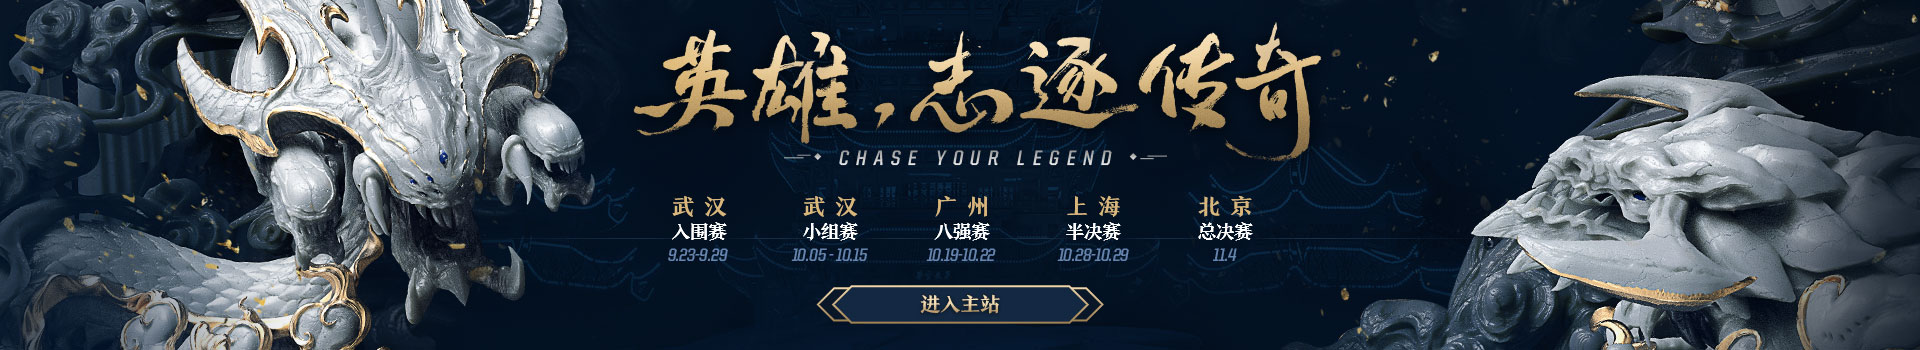 英雄，志逐传奇
CHASE YOUR LEGEND
武汉 武汉 广州 上海 北京
入围赛 小组赛 八强赛 半决赛 总决赛
9.23-9.29 10.05 - 10.15 10.19-10.22 10.28-10.29 11.4
进入主站